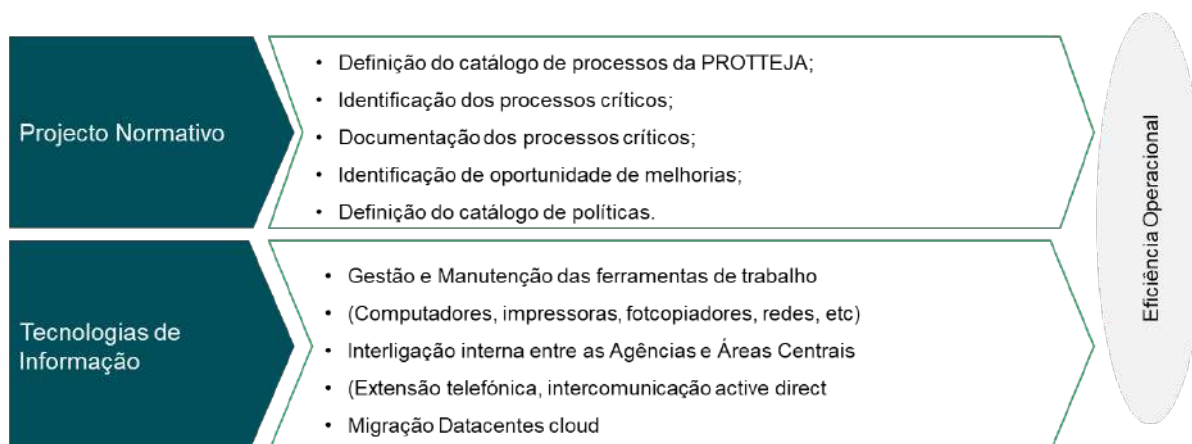 Projecto Normativo
• Definição do catálogo de processos da PROTTEJA;
• Identificação dos processos críticos;
• Documentação dos processos críticos;
• Identificação de oportunidade de melhorias;
• Definição do catálogo de políticas.
Tecnologias de
Informação
• Gestão e Manutenção das ferramentas de trabalho
• (Computadores, impressoras, fotcopiadores, redes, etc)
• Interligação interna entre as Agências e Áreas Centrais
• (Extensão telefónica, intercomunicação active direct
• Migração Datacentes cloud
Eficiência Operacional